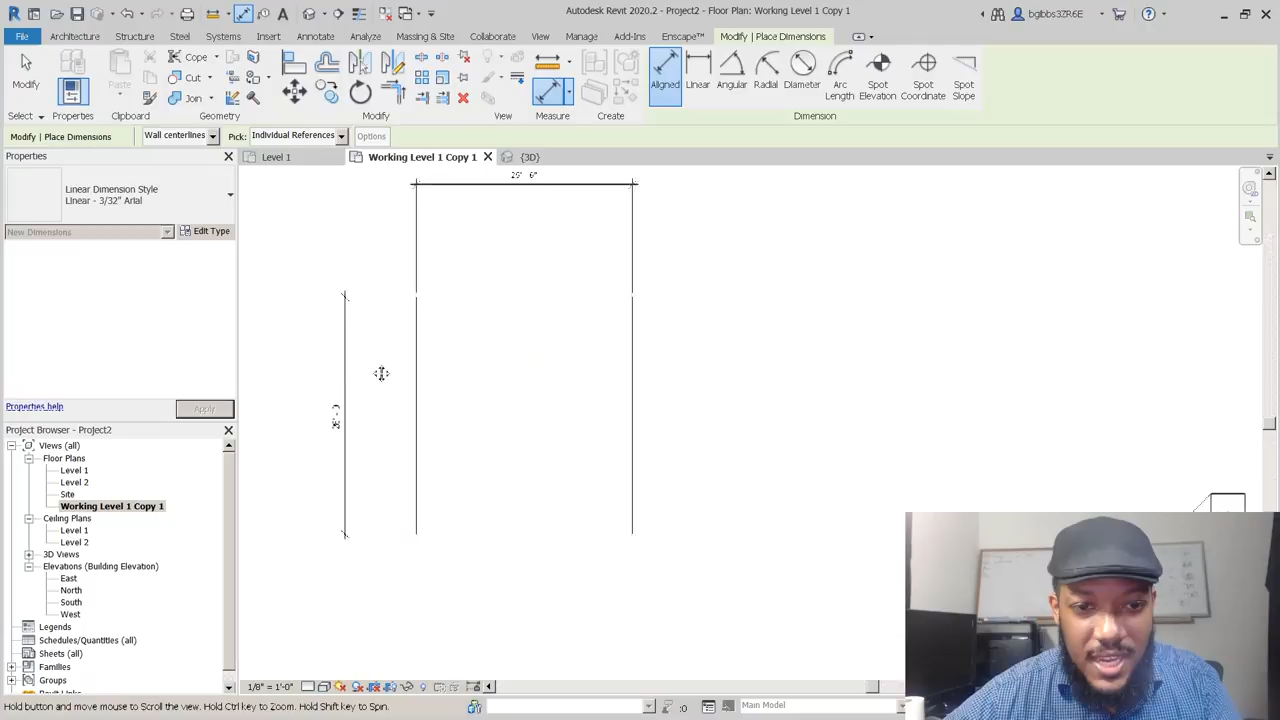 Autodesk Revit 2020.2 - Project2 - Floor Plan: Working Level 1 Copy 1
bgibbs3ZR6E
File Architecture Structure Steel Systems Insert Annotate Analyze Massing & Site Collaborate View Manage Add-Ins Enscape™ Modify | Place Dimensions
Modify
Paste
Cope
Cut
Join
Aligned Linear Angular Radial Diameter Arc Length Spot Elevation Spot Coordinate Spot Slope
Select Properties Clipboard Geometry Modify View Measure Create Dimension
Modify | Place Dimensions Wall centerlines Pick: Individual References Options
Properties
Level 1
Working Level 1 Copy 1
{3D}
Linear Dimension Style
Linear - 3/32" Arial
New Dimensions
Edit Type
Properties help
Apply
Project Browser - Project2
Views (all)
Floor Plans
Level 1
Level 2
Site
Working Level 1 Copy 1
Ceiling Plans
Level 1
Level 2
3D Views
Elevations (Building Elevation)
East
North
South
West
Legends
Schedules/Quantities (all)
Sheets (all)
Families
Groups
1/8" = 1'-0"
Hold button and move mouse to Scroll the view. Hold Ctrl key to Zoom. Hold Shift key to Spin.
:0
Main Model